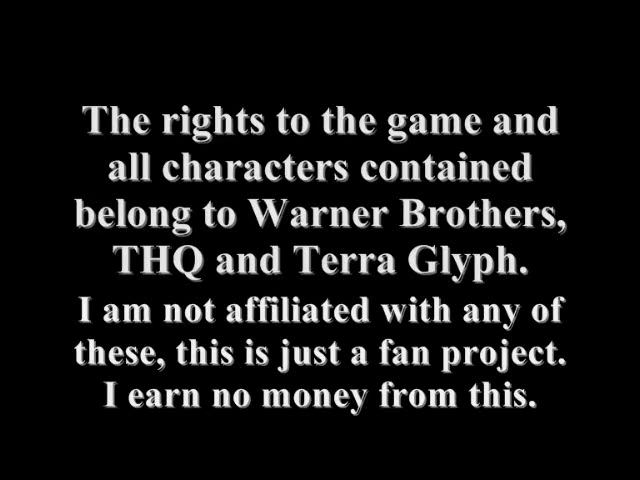 The rights to the game and
all characters contained
belong to Warner Brothers,
THQ and Terra Glyph.
I am not affiliated with any of
these, this is just a fan project.
I earn no money from this.